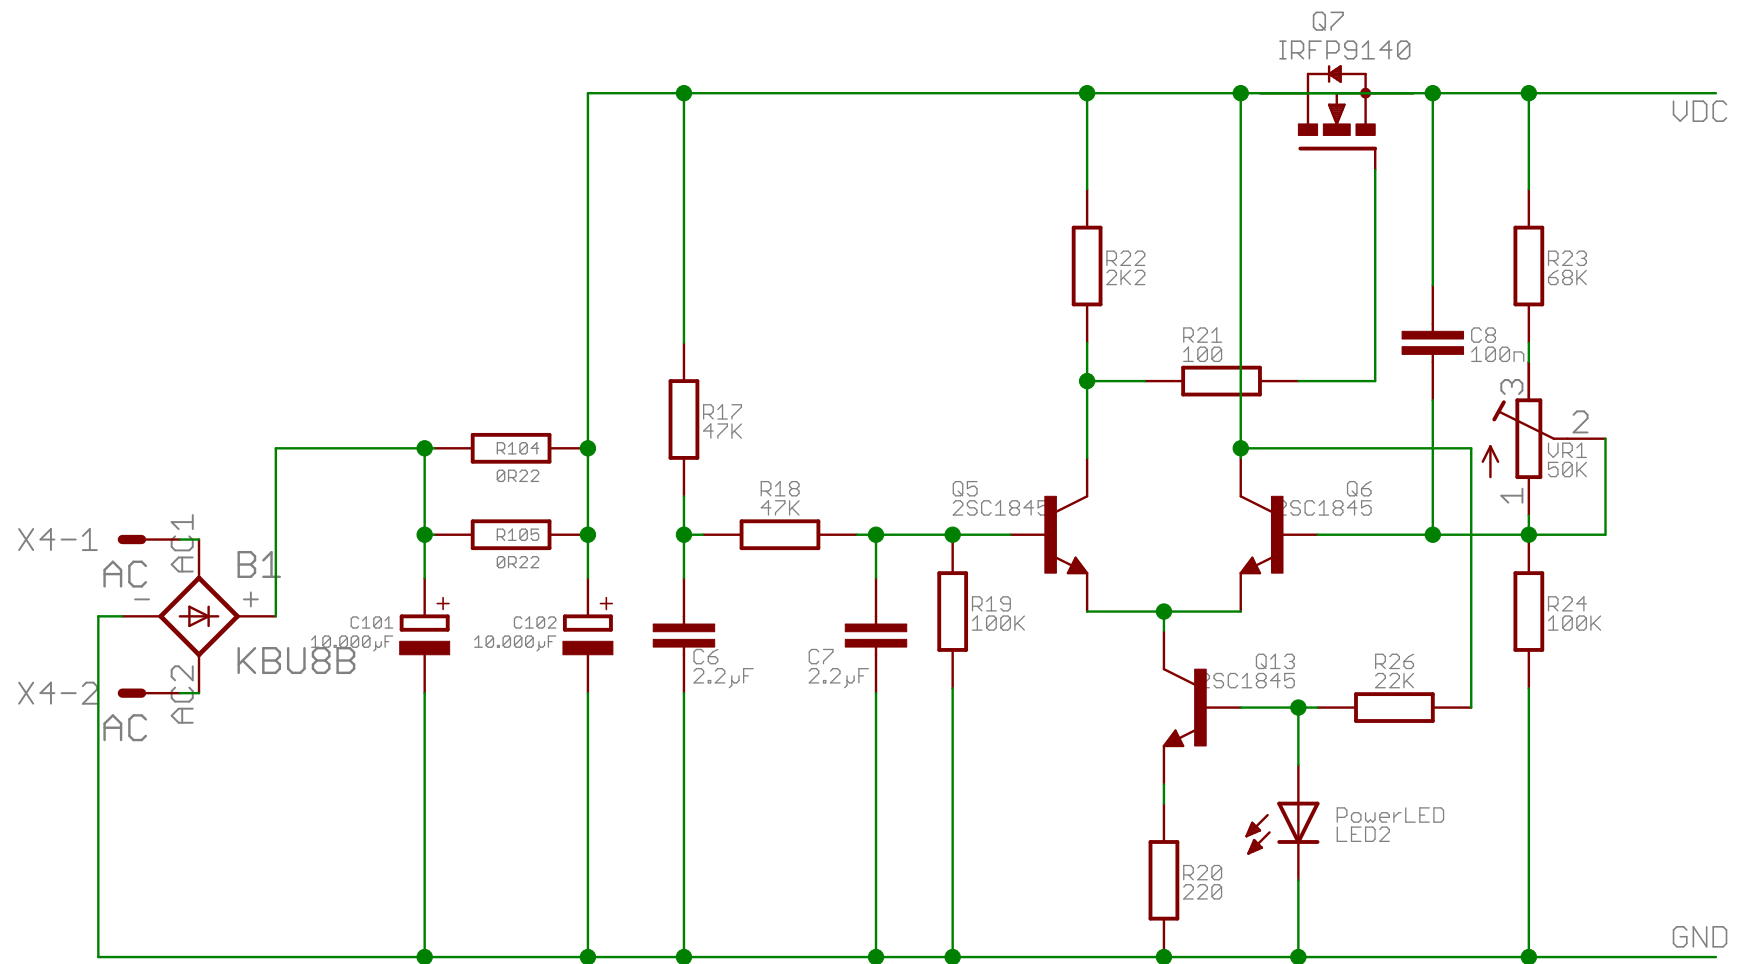 Q7
IRFP9140
VDC
R22
2K2
R23
68K
R21
100
C8
100n
3
2
VR1
50K
1
R17
47K
R104
0R22
R18
47K
Q5
2SC1845
Q6
2SC1845
R105
0R22
X4-1
AC
AC1
B1
-
+
KBU8B
C101
+
10.000µF
C102
+
10.000µF
X4-2
AC
AC2
C6
2.2µF
C7
2.2µF
R19
100K
R24
100K
Q13
2SC1845
R26
22K
PowerLED
LED2
R20
220
GND